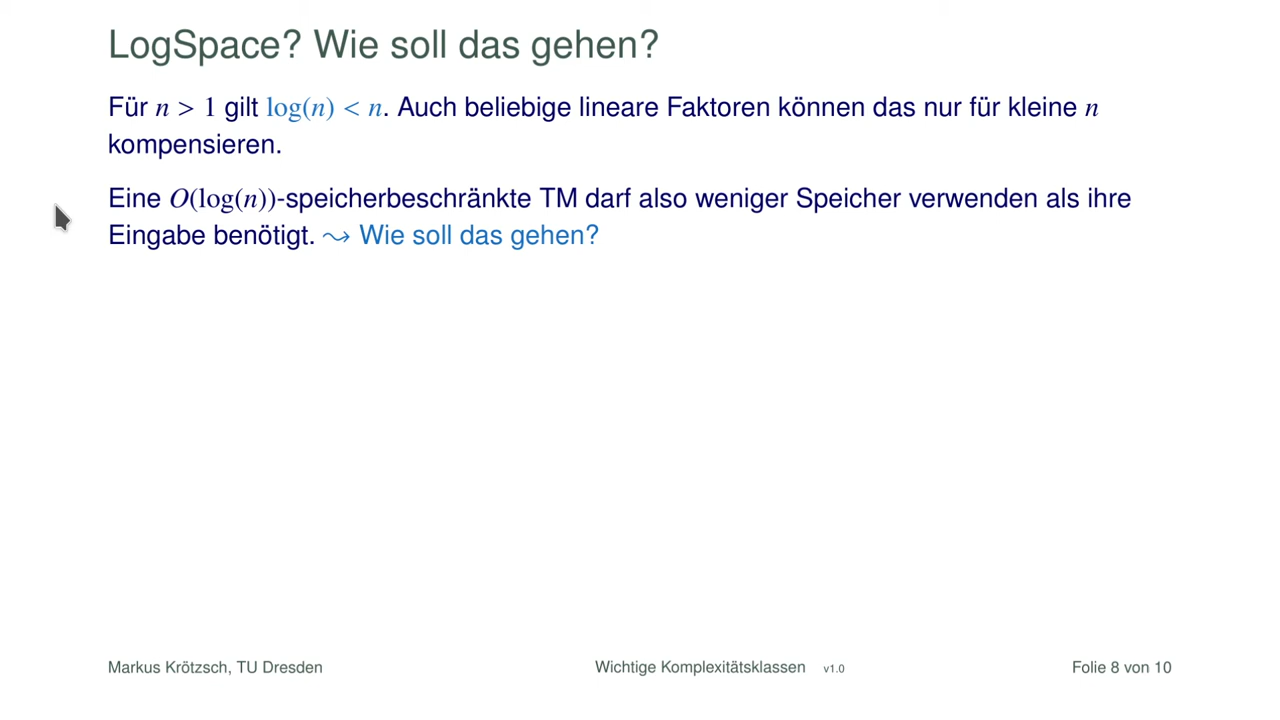 LogSpace? Wie soll das gehen?
Für n > 1 gilt log(n) < n. Auch beliebige lineare Faktoren können das nur für kleine n
kompensieren.
Eine O(log(n))-speicherbeschränkte TM darf also weniger Speicher verwenden als ihre
Eingabe benötigt. ⤳ Wie soll das gehen?
Markus Krötzsch, TU Dresden Wichtige Komplexitätsklassen v1.0 Folie 8 von 10